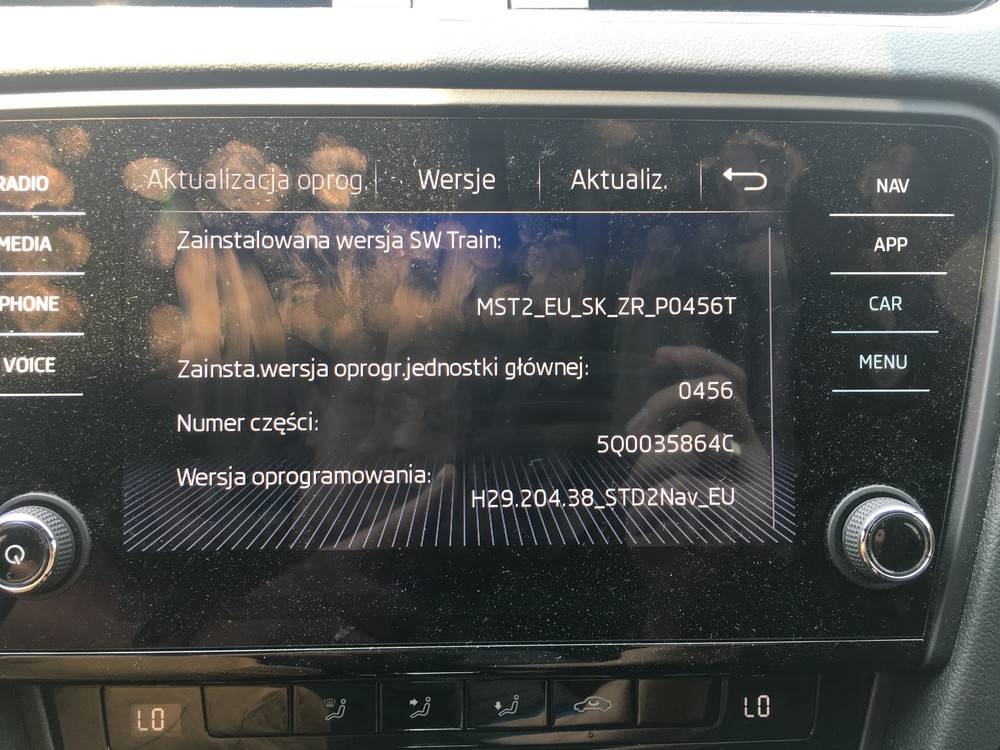 Aktualizacja oprog.
Wersje
Aktualiz.
RADIO
MEDIA
PHONE
VOICE
Zainstalowana wersja SW Train:
MST2_EU_SK_ZR_P0456T
Zainsta.wersja oprogr.jednostki głównej:
0456
Numer części:
5Q0035864C
Wersja oprogramowania:
H29.204.38_STD2Nav_EU
NAV
APP
CAR
MENU
LO
LO